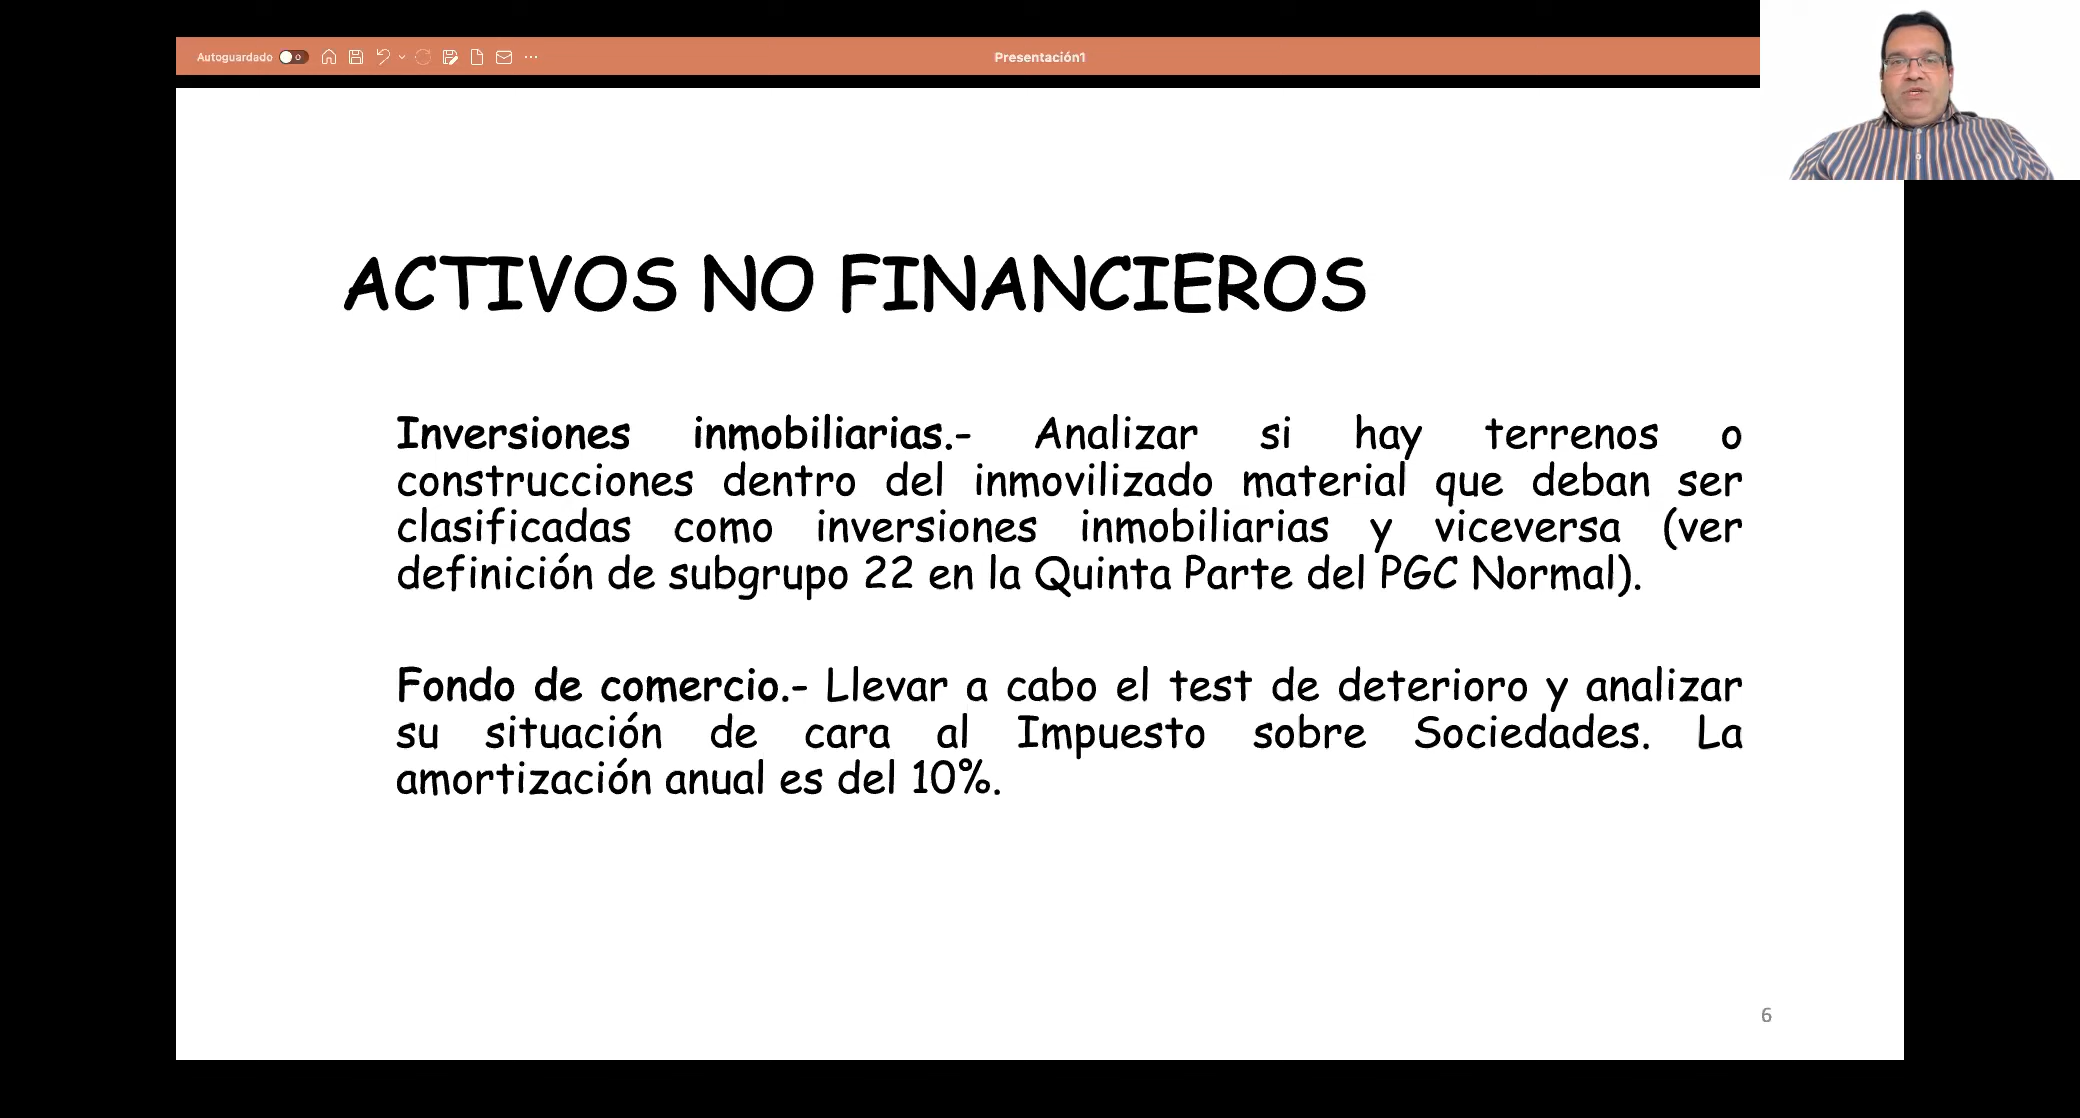 Autoguardado
Presentación1
ACTIVOS NO FINANCIEROS
Inversiones inmobiliarias.- Analizar si hay terrenos o
construcciones dentro del inmovilizado material que deban ser
clasificadas como inversiones inmobiliarias y viceversa (ver
definición de subgrupo 22 en la Quinta Parte del PGC Normal).
Fondo de comercio.- Llevar a cabo el test de deterioro y analizar
su situación de cara al Impuesto sobre Sociedades. La
amortización anual es del 10%.
6